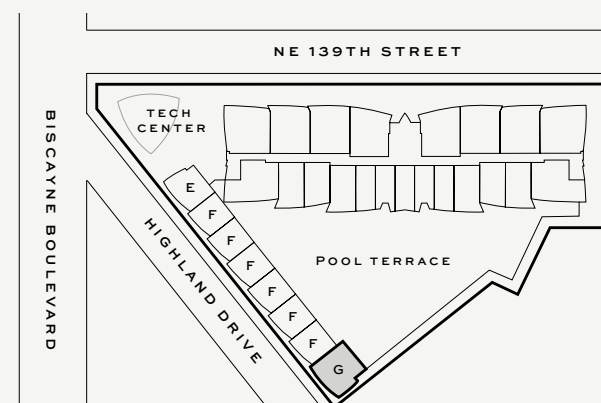 NE 139TH STREET
TECH
CENTER
BISCAYNE BOULEVARD
E
F
HIGHLAND DRIVE
F
F
POOL TERRACE
F
F
F
G